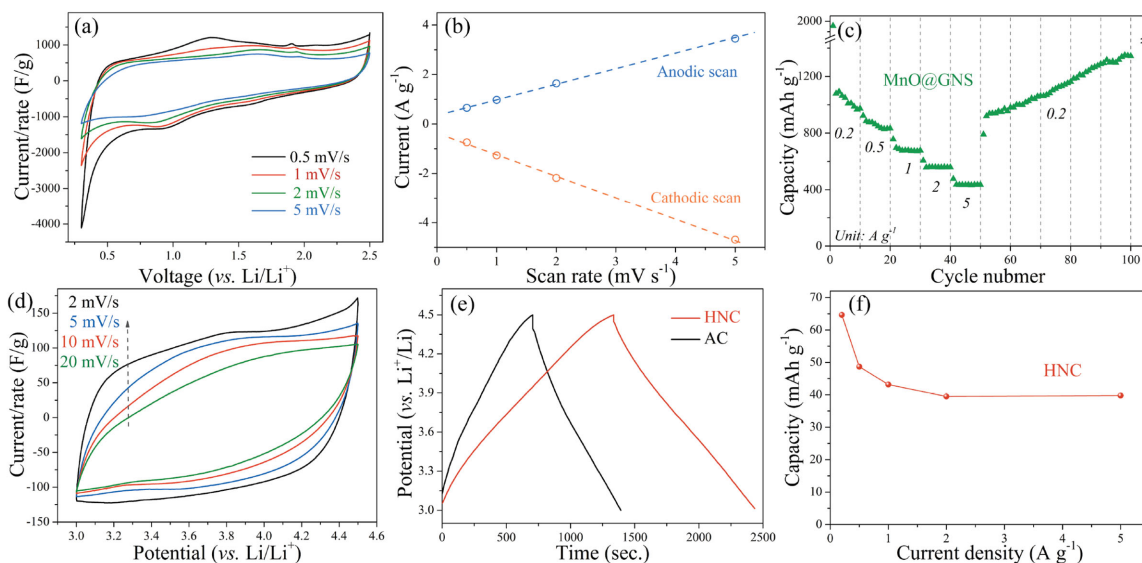 (a)
Current/rate (F/g)
1000
0
-1000
-2000
-3000
-4000
0.5 mV/s
1 mV/s
2 mV/s
5 mV/s
0.5
1.0
1.5
2.0
2.5
Voltage (vs. Li/Li⁺)
(b)
Current (A g⁻¹)
4
2
0
-2
-4
Anodic scan
Cathodic scan
0
1
2
3
4
5
Scan rate (mV s⁻¹)
(c)
Capacity (mAh g⁻¹)
2000
1200
800
400
0
MnO@GNS
0.2
0.5
1
2
5
0.2
Unit: A g⁻¹
0
20
40
60
80
100
Cycle nubmer
(d)
Current/rate (F/g)
150
100
50
0
-50
-100
-150
2 mV/s
5 mV/s
10 mV/s
20 mV/s
3.0
3.2
3.4
3.6
3.8
4.0
4.2
4.4
4.6
Potential (vs. Li/Li⁺)
(e)
Potential (vs. Li⁺/Li)
4.5
4.2
3.9
3.6
3.3
3.0
HNC
AC
0
500
1000
1500
2000
2500
Time (sec.)
(f)
Capacity (mAh g⁻¹)
70
60
50
40
30
20
10
0
HNC
0
1
2
3
4
5
Current density (A g⁻¹)